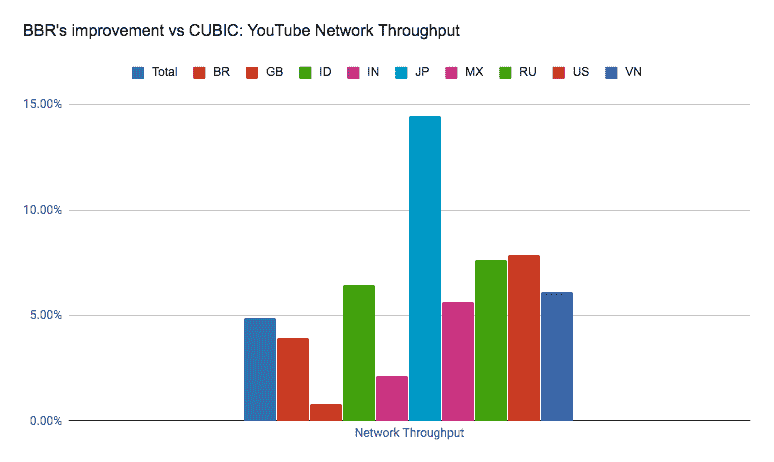 BBR's improvement vs CUBIC: YouTube Network Throughput
Total BR GB ID IN JP MX RU US VN
15.00%
10.00%
5.00%
0.00%
Network Throughput